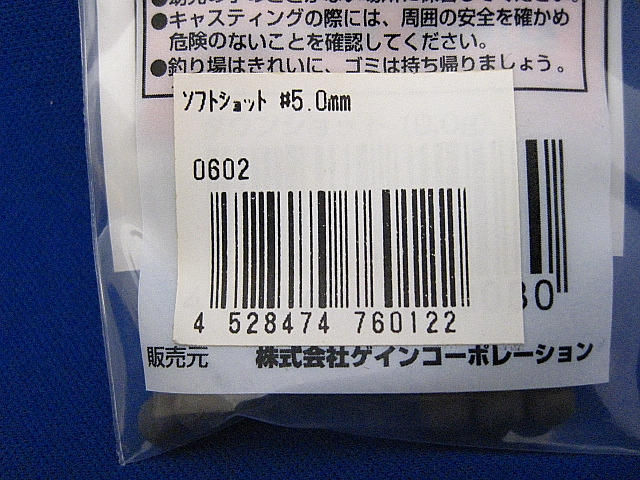 ●キャスティングの際には、周囲の安全を確かめ
危険のないことを確認してください。
●釣り場はきれいに、ゴミは持ち帰りましょう。
ソフトショット #5.0mm
0602
30
4 528474 760122
販売元 株式会社ゲインコーポレーション